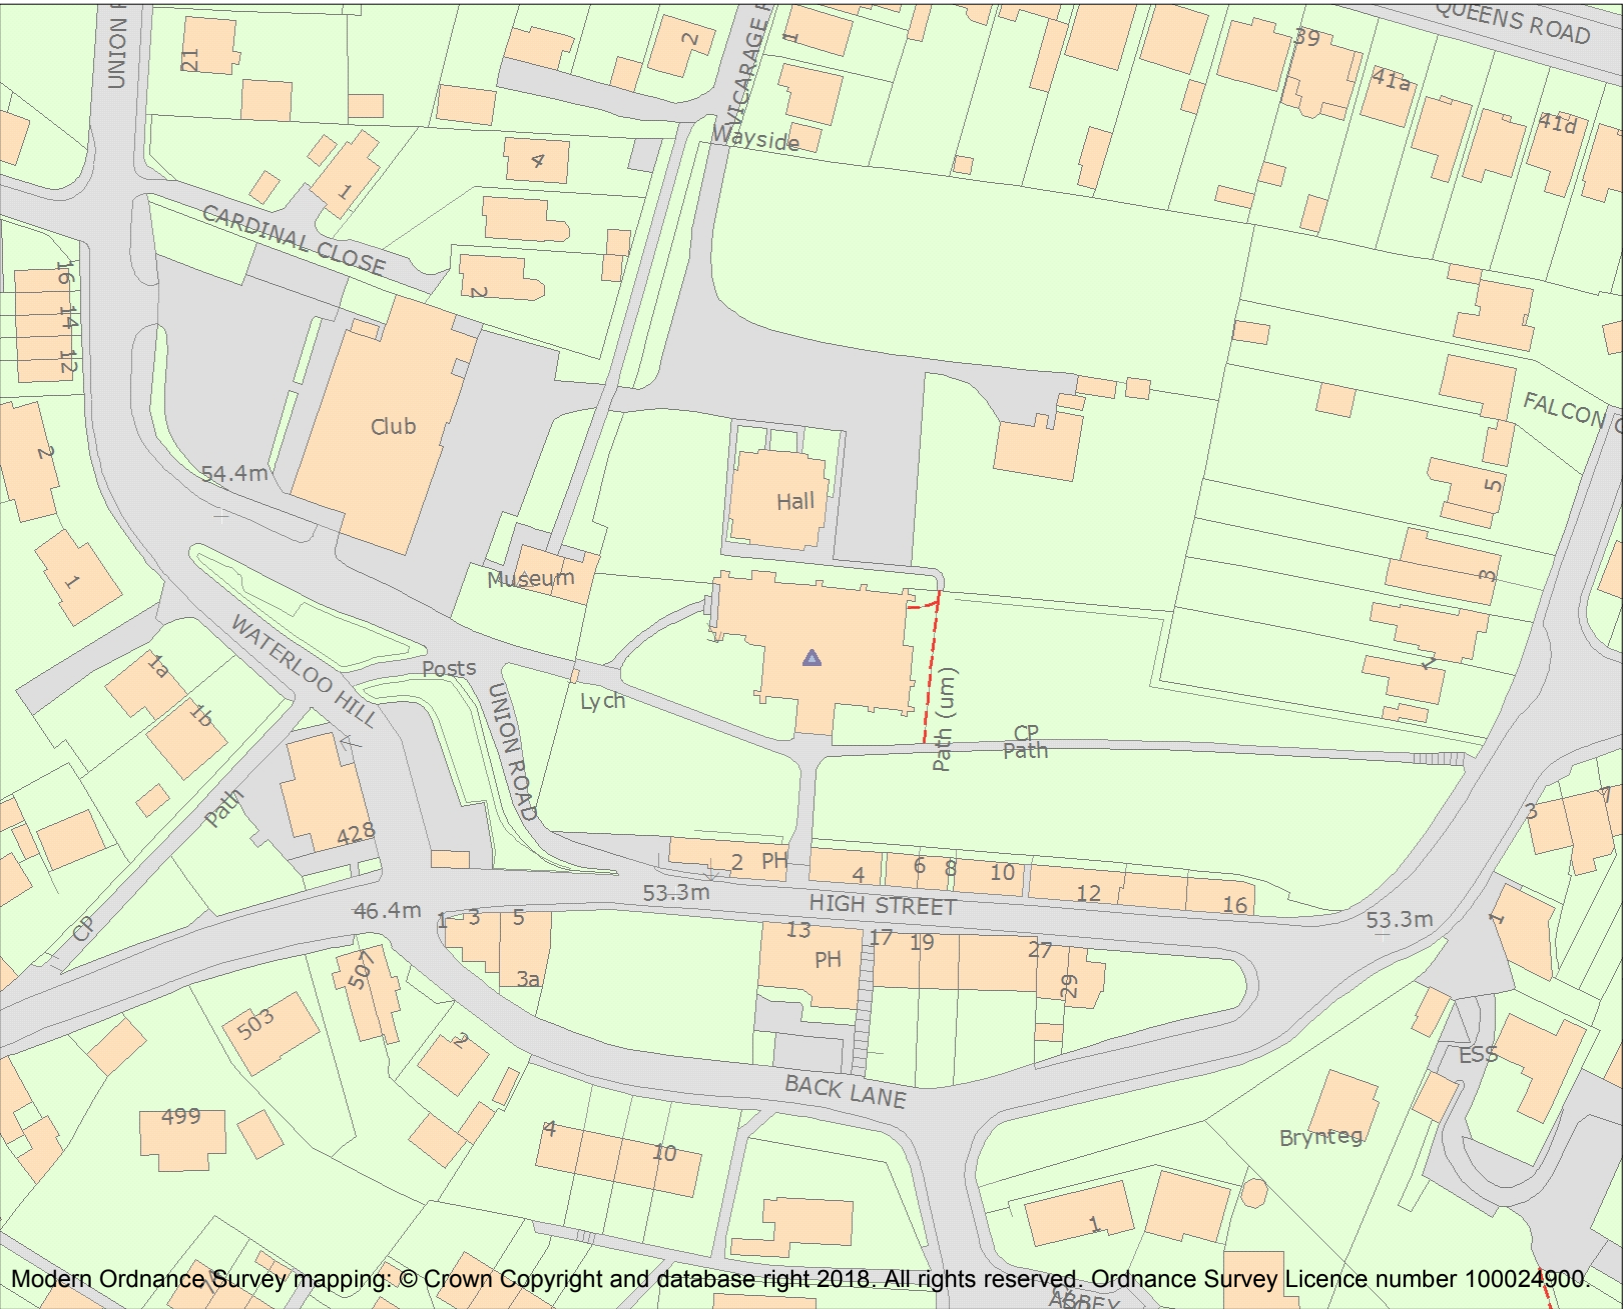 UNION
21
2
VICARAGE
1
39
QUEENS ROAD
41a
41d
Wayside
4
1
CARDINAL CLOSE
2
16
14
12
Club
2
54.4m
Hall
FALCON
5
3
1
1
Museum
WATERLOO HILL
Posts
Lych
UNION ROAD
Path (um)
CP
Path
1a
1b
Path
428
2 PH
4
6
8
10
12
16
53.3m
HIGH STREET
53.3m
3
1
46.4m
1
3
5
3a
13
PH
17
19
27
29
CP
507
503
2
499
BACK LANE
4
10
ESS
Brynteg
1
Modern Ordnance Survey mapping: © Crown Copyright and database right 2018. All rights reserved. Ordnance Survey Licence number 100024900.
ABBEY